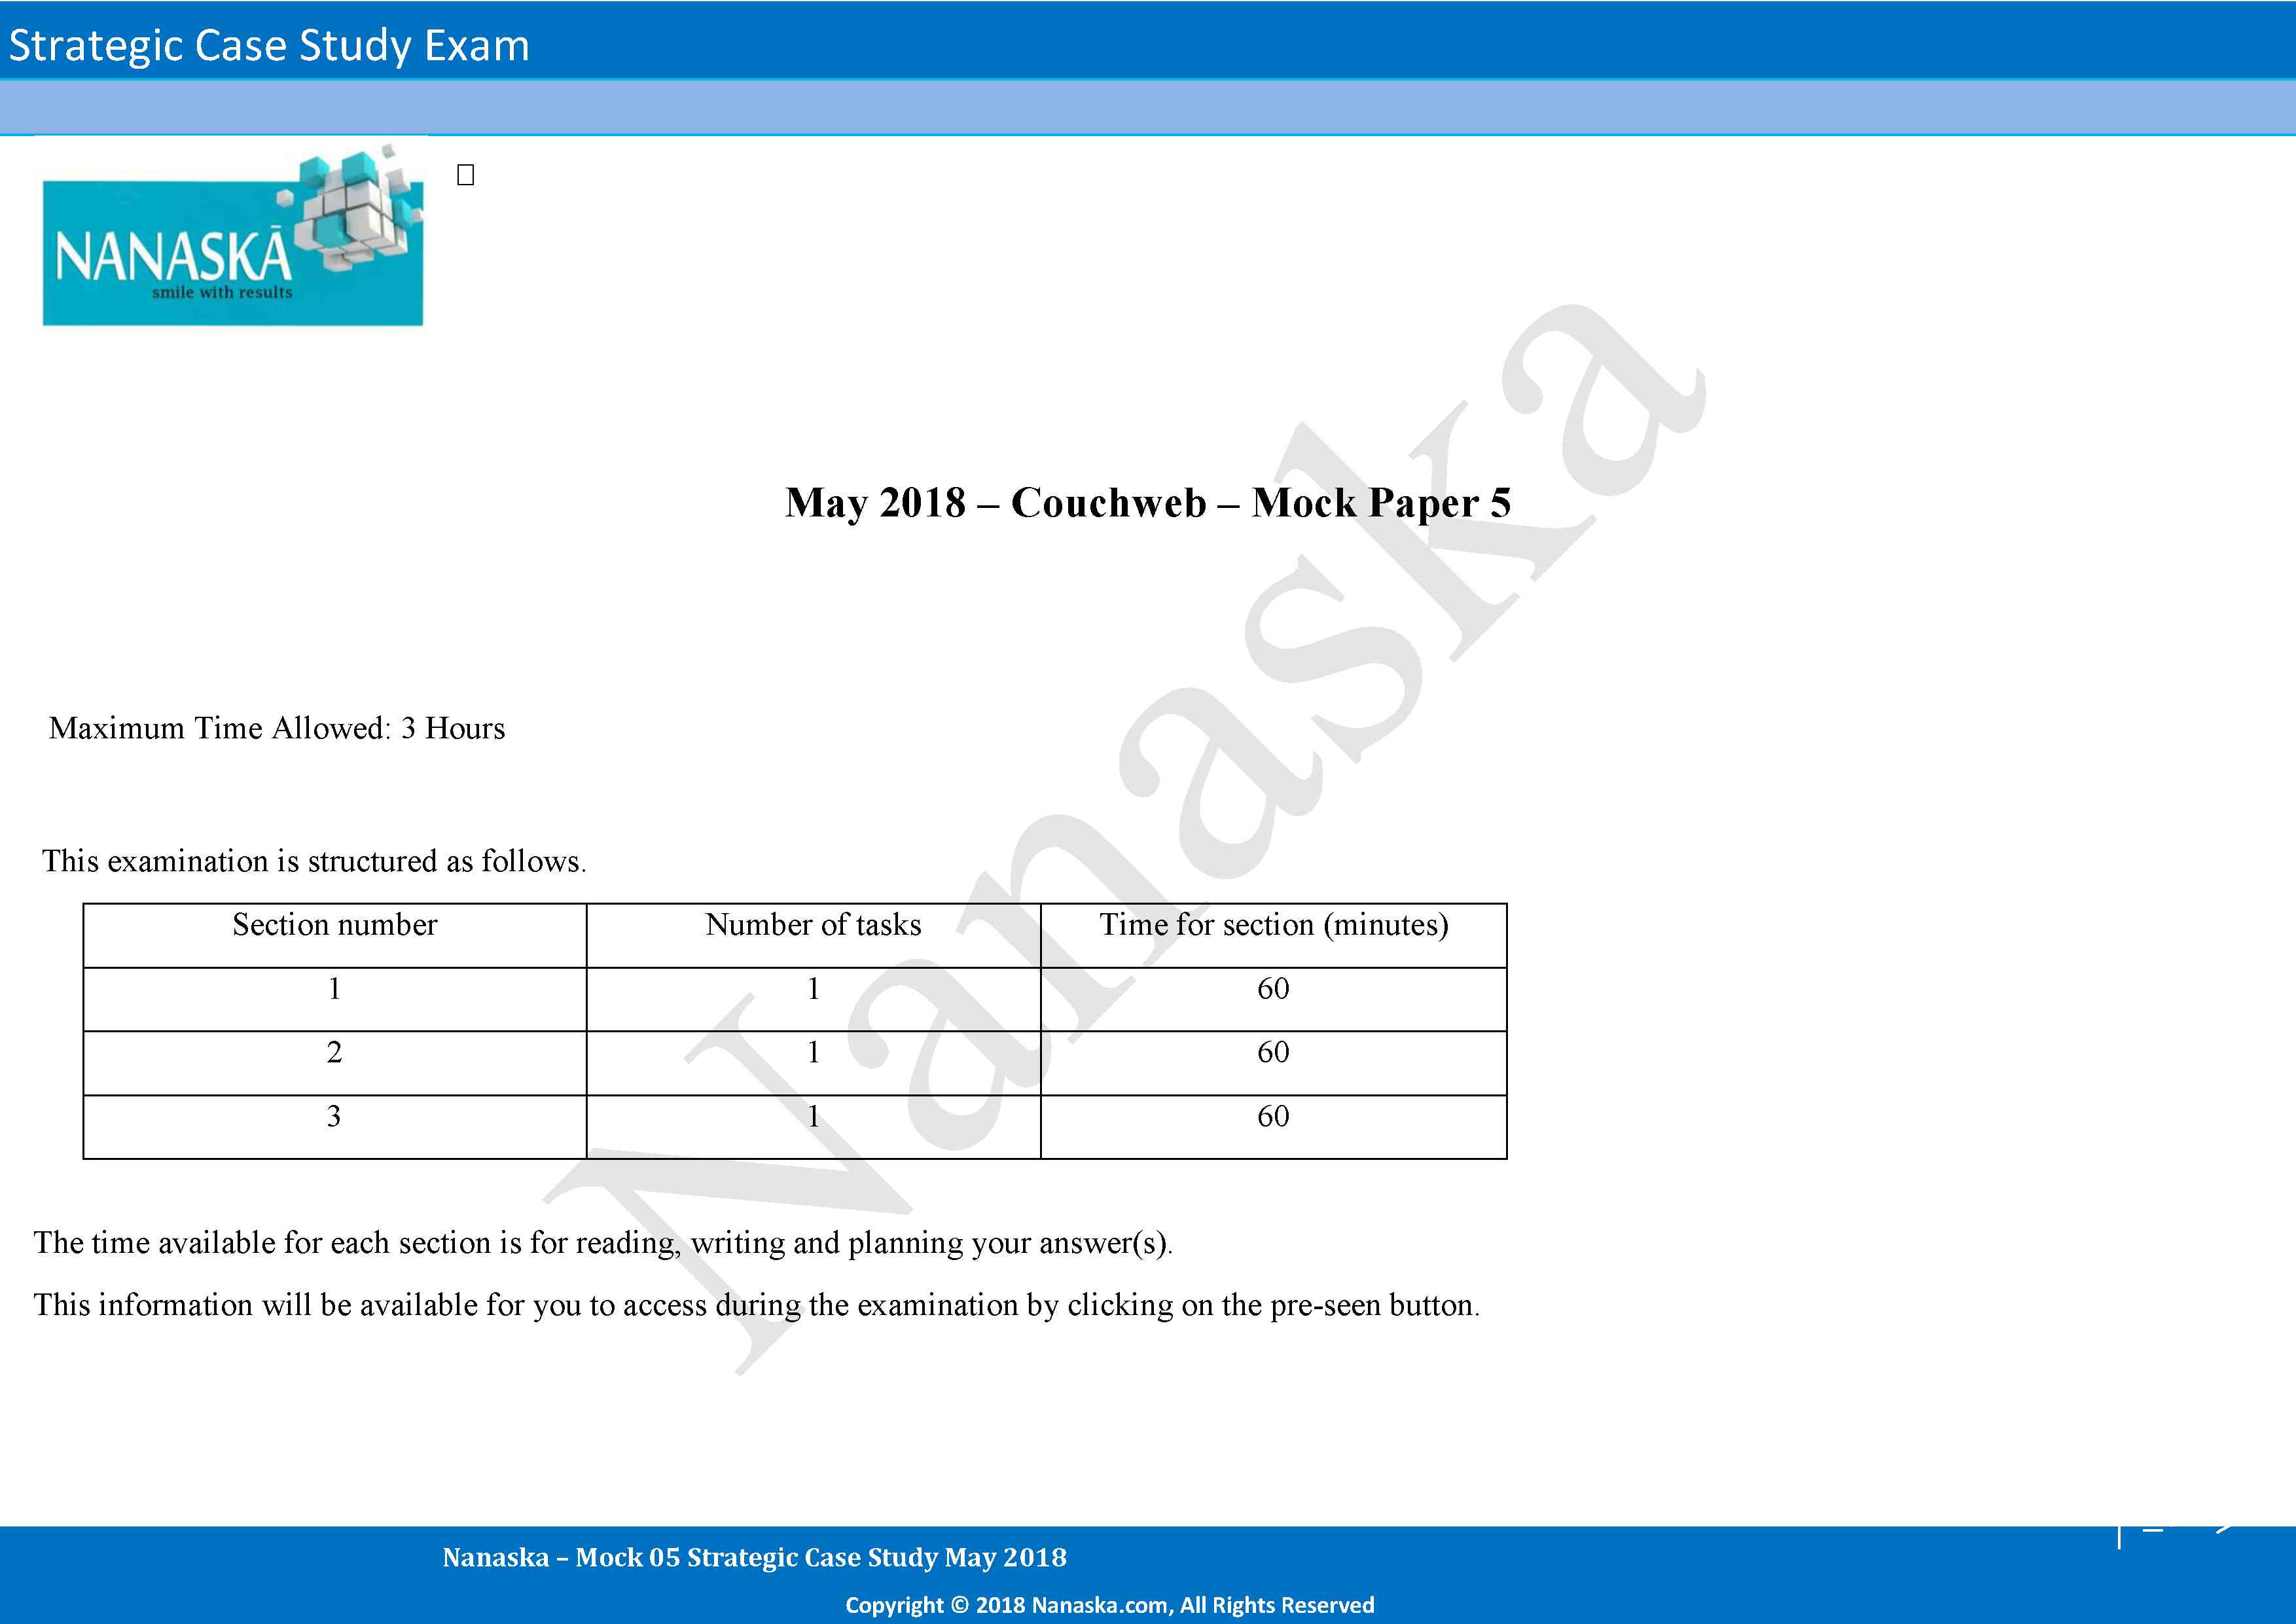 Strategic Case Study Exam
NANASKĀ
smile with results
May 2018 – Couchweb – Mock Paper 5
Maximum Time Allowed: 3 Hours
This examination is structured as follows.
Section number Number of tasks Time for section (minutes)
1 1 60
2 1 60
3 1 60
The time available for each section is for reading, writing and planning your answer(s).
This information will be available for you to access during the examination by clicking on the pre-seen button.
Nanaska
Nanaska – Mock 05 Strategic Case Study May 2018
Copyright © 2018 Nanaska.com, All Rights Reserved